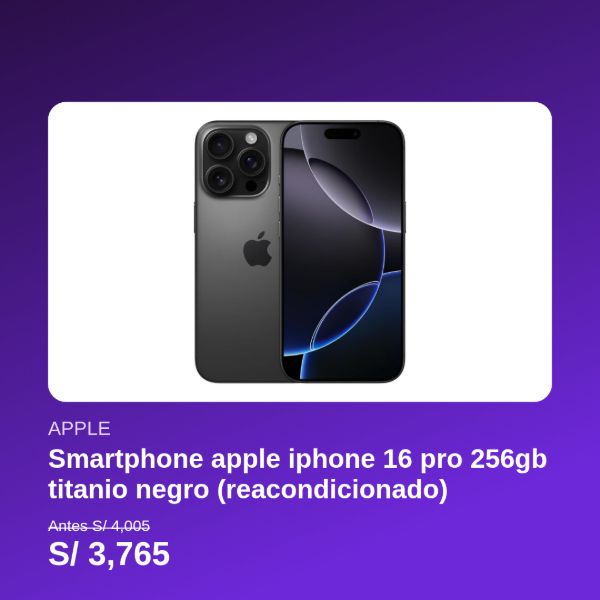 APPLE
Smartphone apple iphone 16 pro 256gb
titanio negro (reacondicionado)
Antes S/ 4,005
S/ 3,765